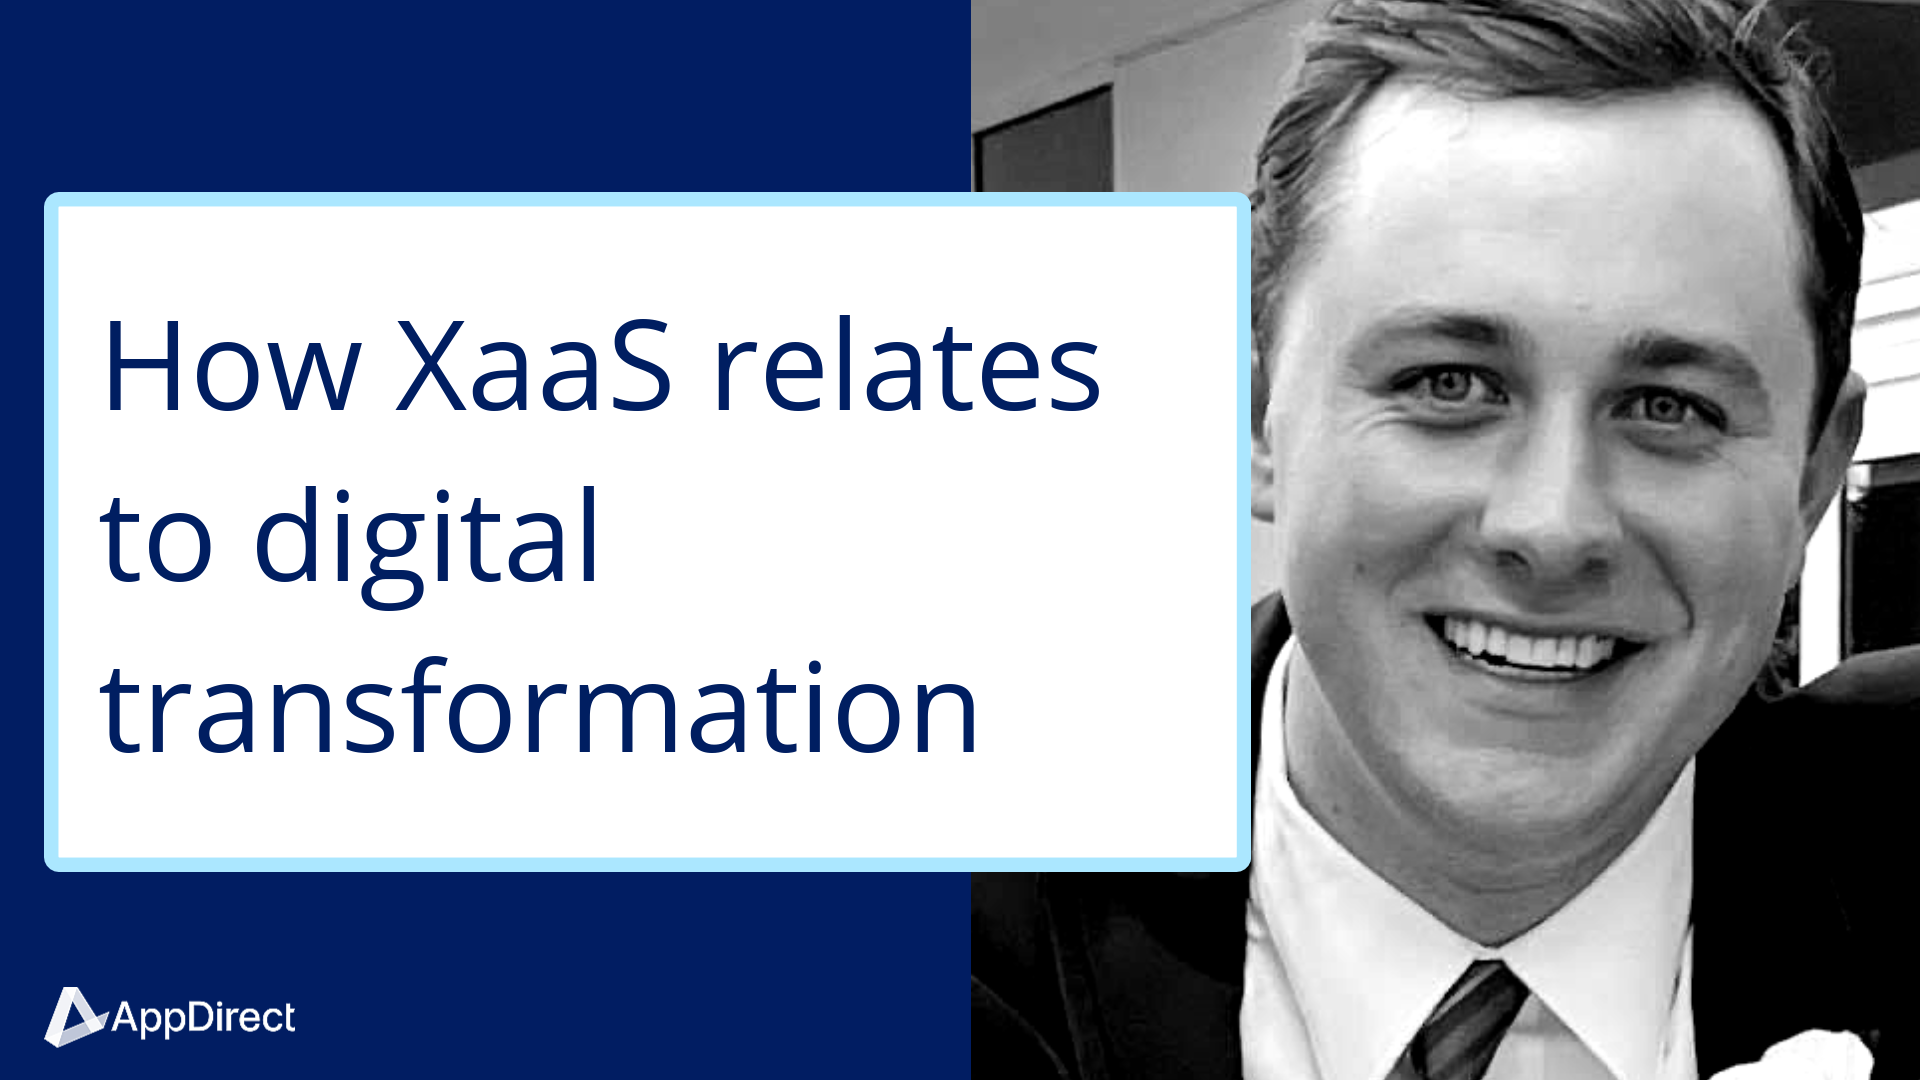 How XaaS relates
to digital
transformation
AppDirect